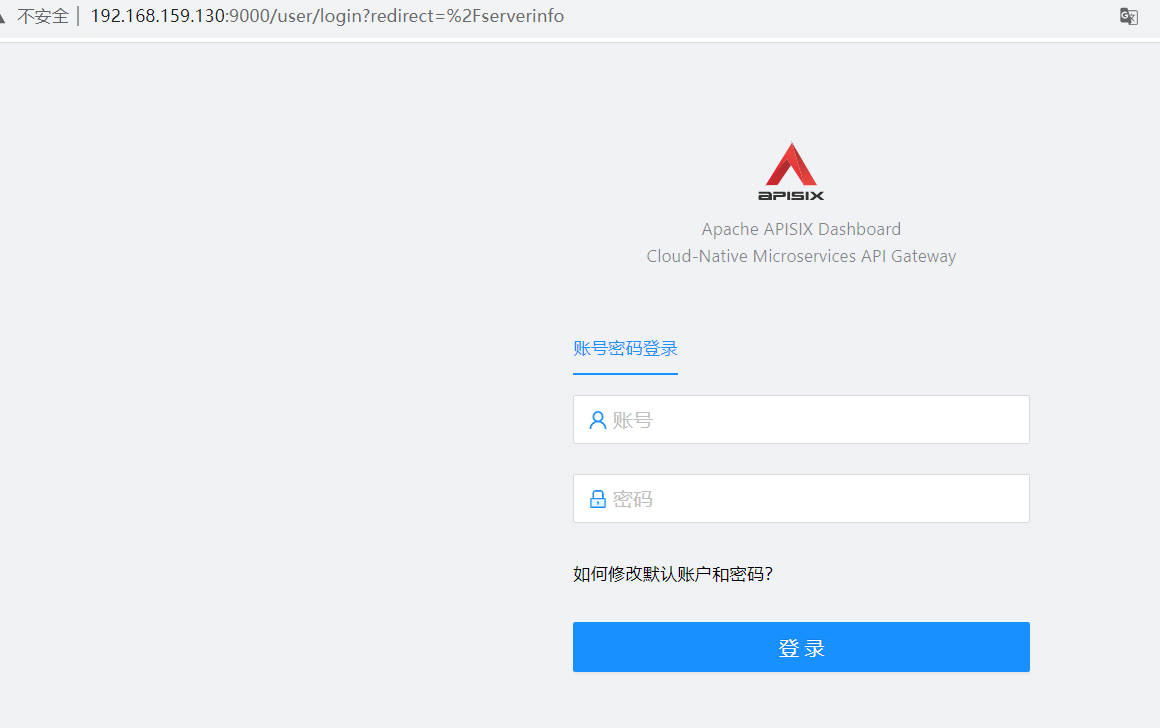 不安全 | 192.168.159.130:9000/user/login?redirect=%2Fserverinfo
APISIX
Apache APISIX Dashboard
Cloud-Native Microservices API Gateway
账号密码登录
账号
密码
如何修改默认账户和密码?
登 录